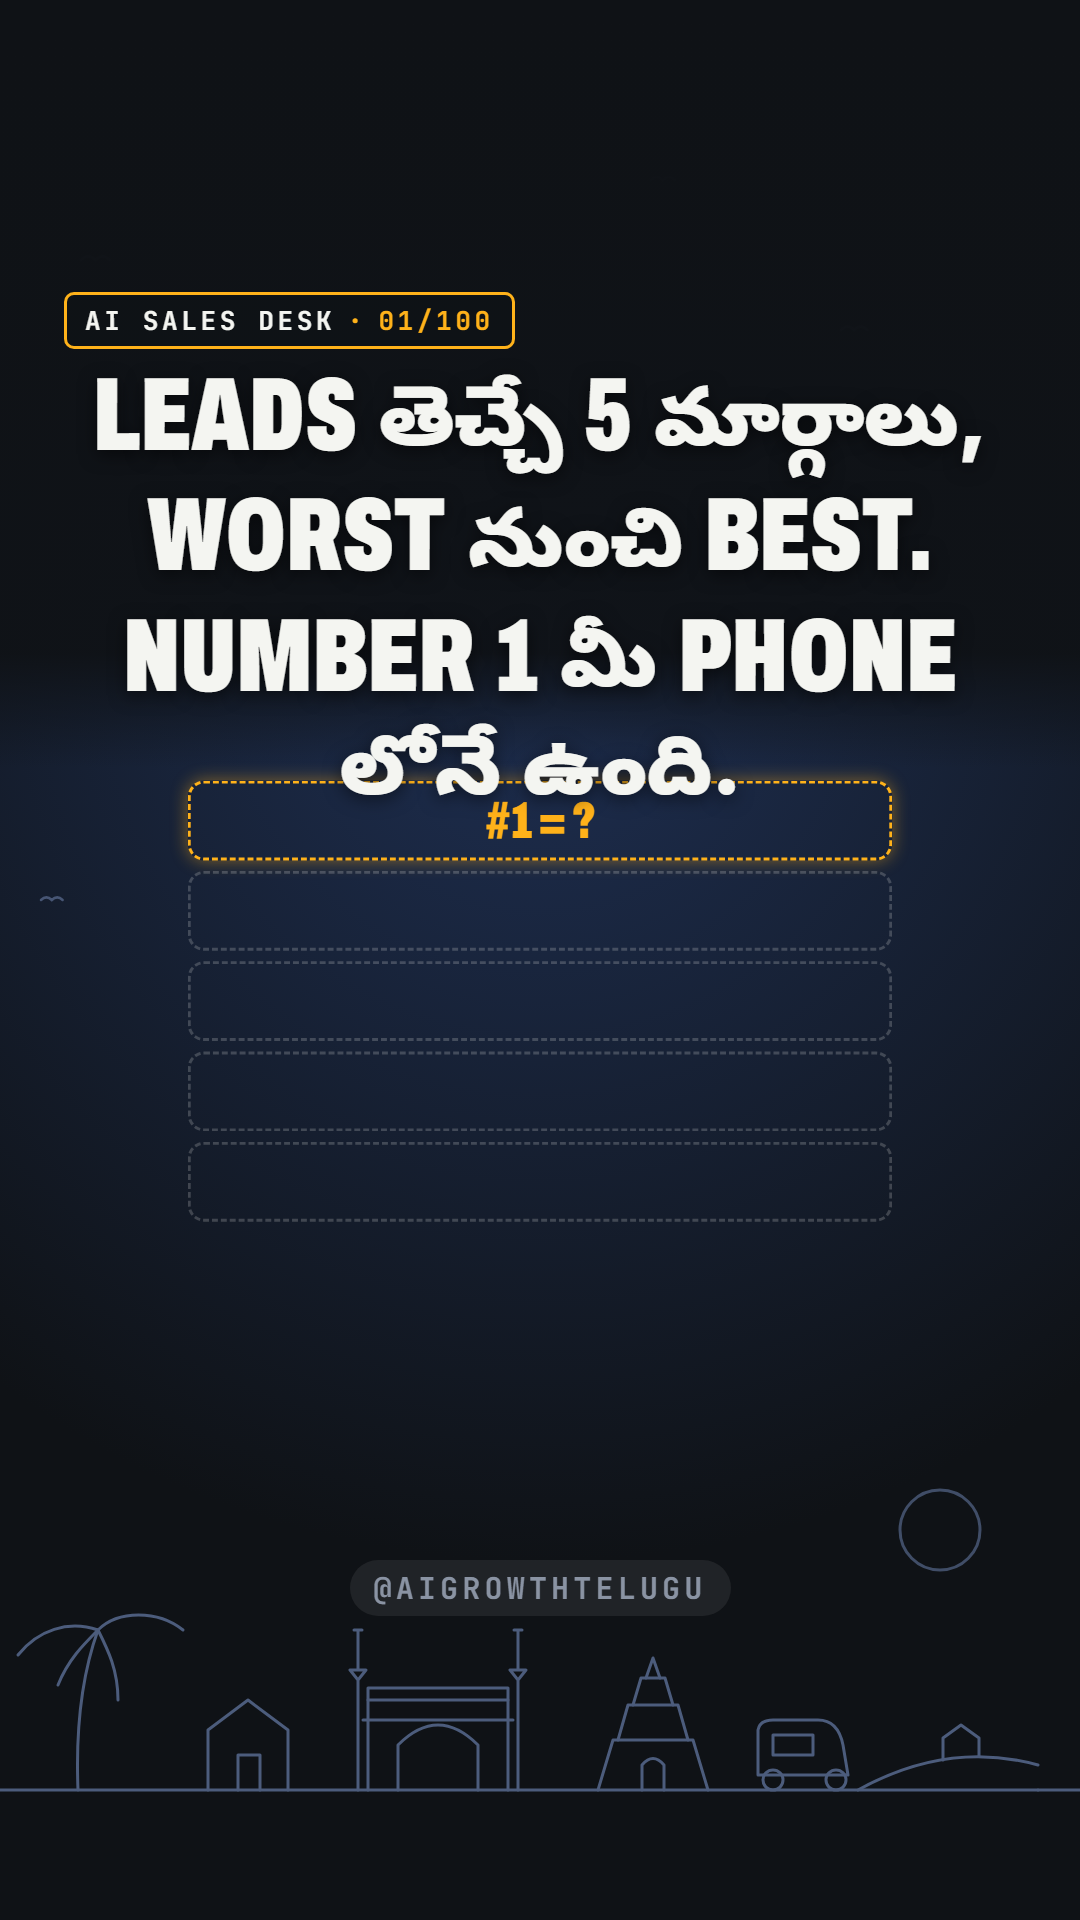 AI SALES DESK · 01/100
LEADS తెచ్చే 5 మార్గాలు,
WORST నుంచి BEST.
NUMBER 1 మీ PHONE
లోనే ఉంది.
#1=?
@AIGROWTHTELUGU